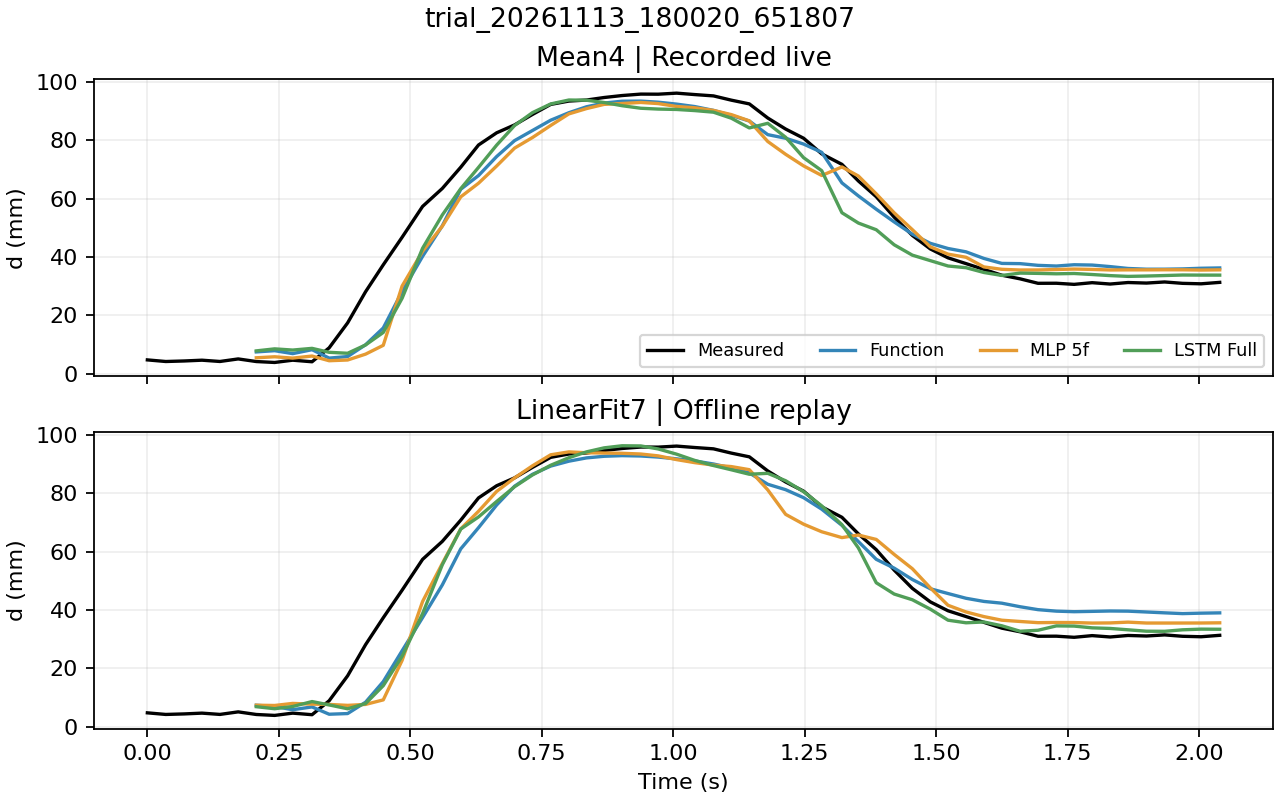 trial_20261113_180020_651807
Mean4 | Recorded live
100
80
60
40
20
0
d (mm)
Measured Function MLP 5f LSTM Full
LinearFit7 | Offline replay
100
80
60
40
20
0
d (mm)
0.00 0.25 0.50 0.75 1.00 1.25 1.50 1.75 2.00
Time (s)